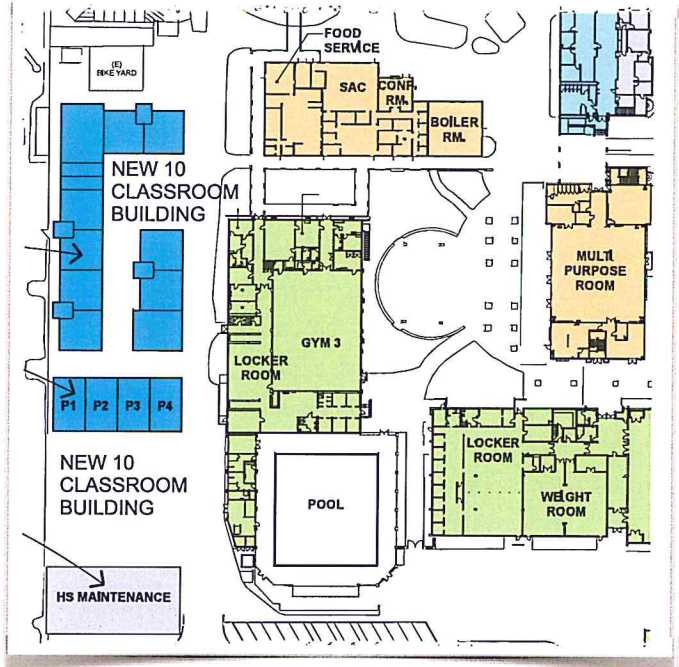 (E)
BIKE YARD
FOOD
SERVICE
SAC
CONF.
RM.
BOILER
RM.
NEW 10
CLASSROOM
BUILDING
MULTI
PURPOSE
ROOM
GYM 3
LOCKER
ROOM
P1 P2 P3 P4
LOCKER
ROOM
NEW 10
CLASSROOM
BUILDING
WEIGHT
ROOM
POOL
HS MAINTENANCE